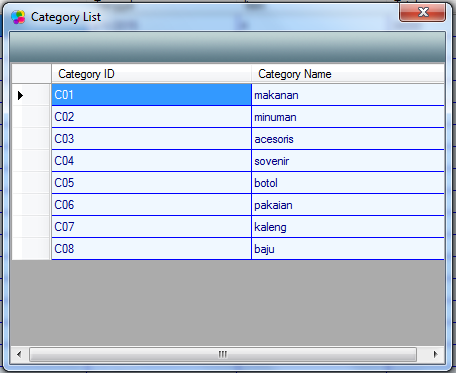 Category List
Category ID Category Name
C01 makanan
C02 minuman
C03 acesoris
C04 sovenir
C05 botol
C06 pakaian
C07 kaleng
C08 baju